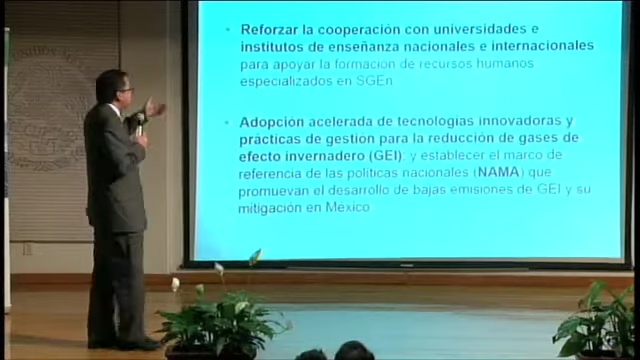 • Reforzar la cooperación con universidades e
institutos de enseñanza nacionales e internacionales
para apoyar la formación de recursos humanos
especializados en SGEn
• Adopción acelerada de tecnologías innovadoras y
prácticas de gestión para la reducción de gases de
efecto invernadero (GEI): y establecer el marco de
referencia de las políticas nacionales (NAMA) que
promuevan el desarrollo de bajas emisiones de GEI y su
mitigación en México